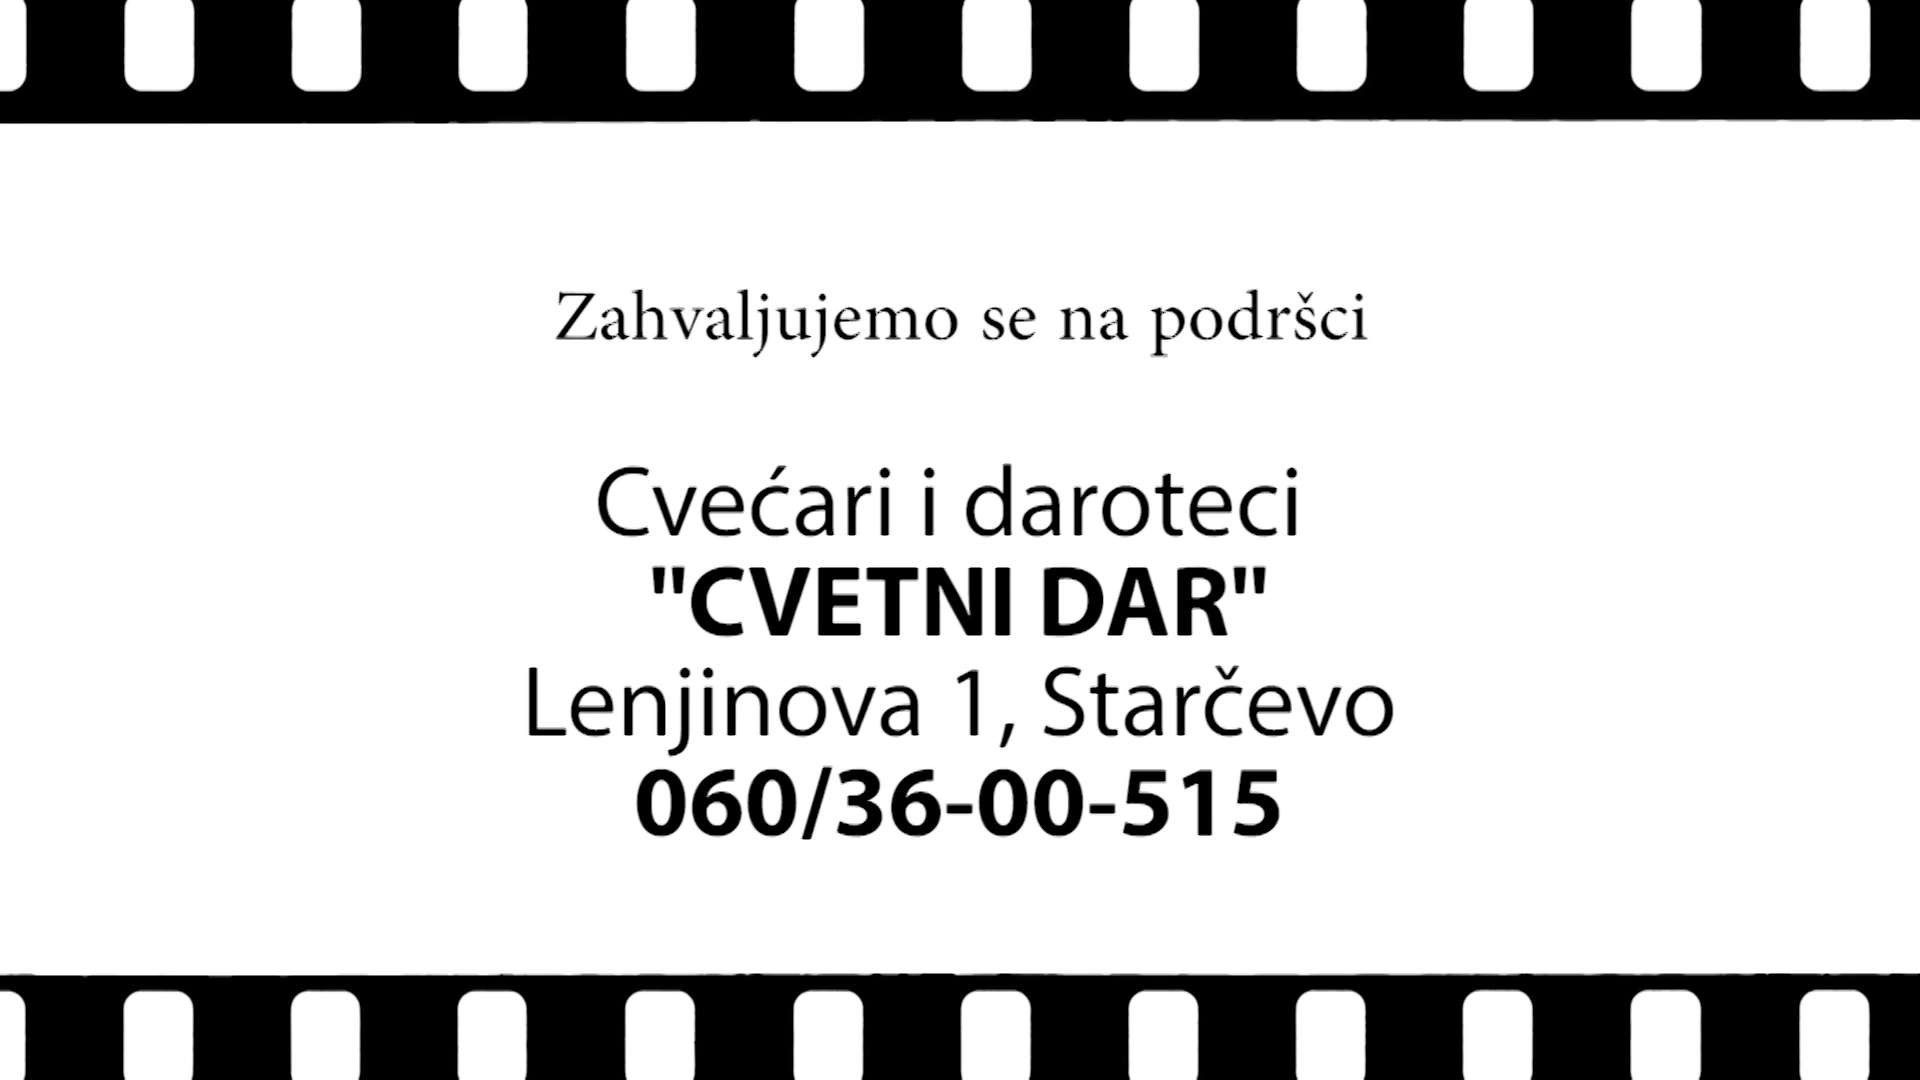 Zahvaljujemo se na podršci
Cvećari i daroteci
"CVETNI DAR"
Lenjinova 1, Starčevo
060/36-00-515